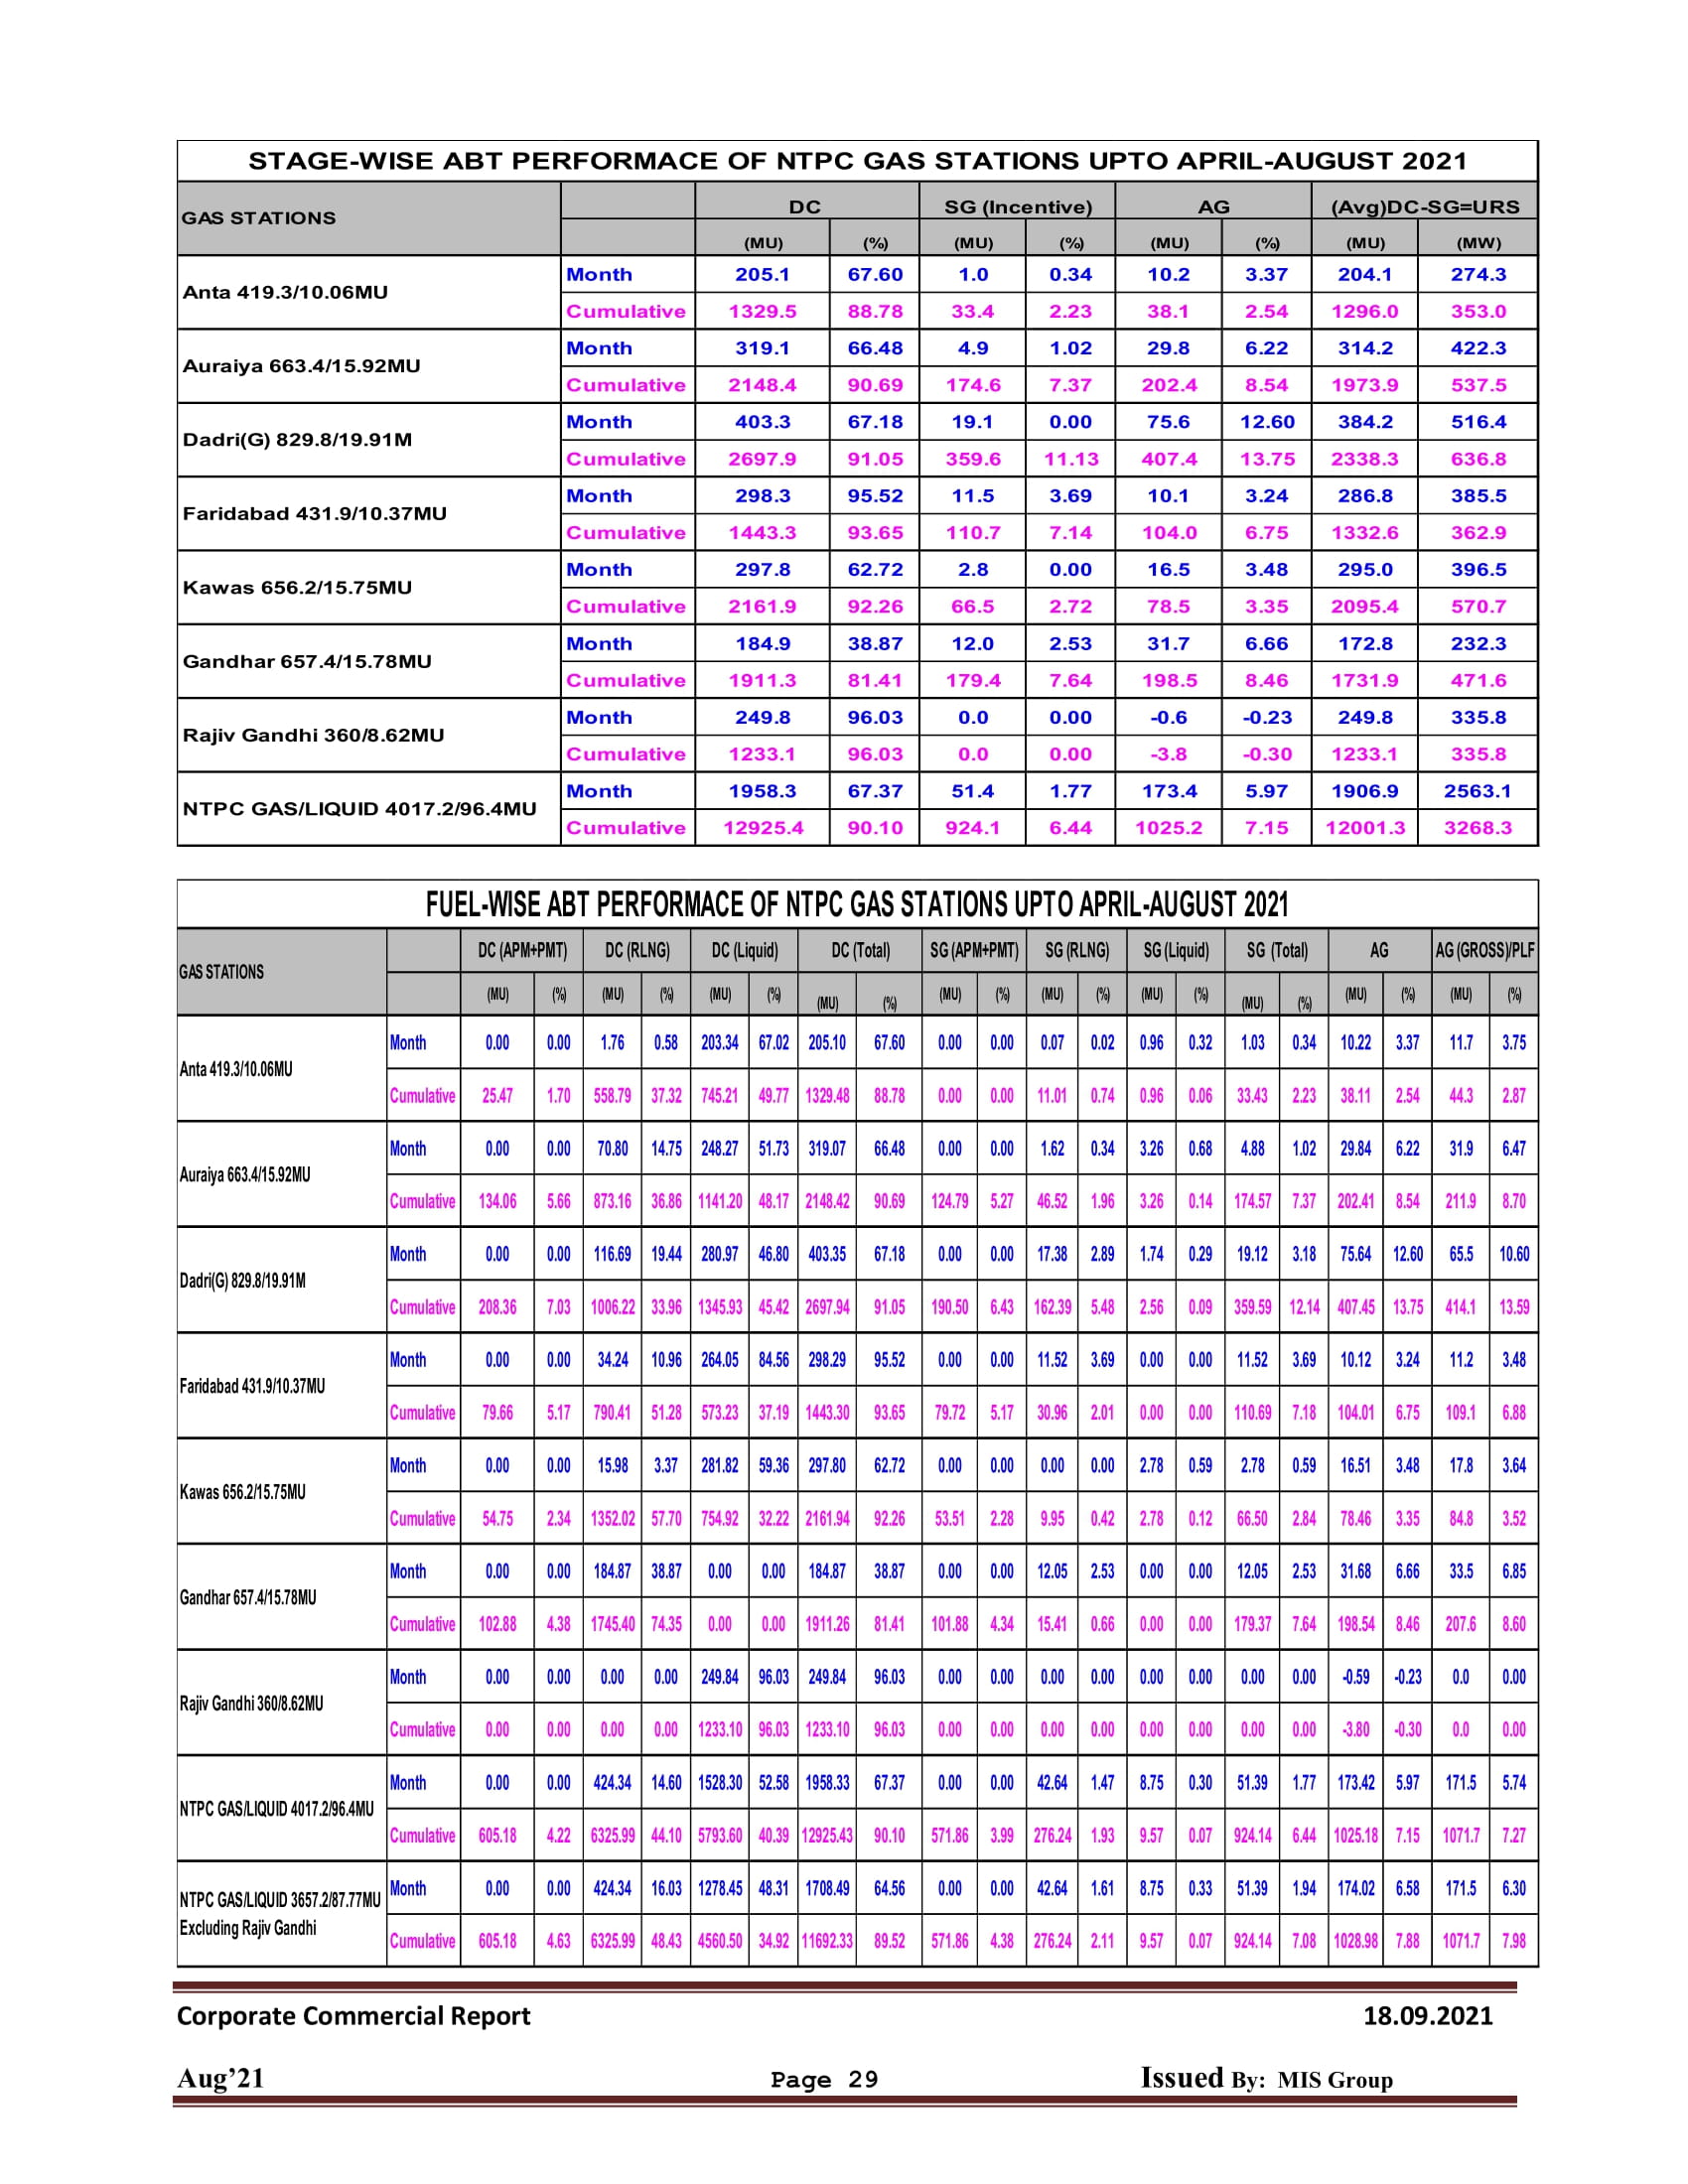 STAGE-WISE ABT PERFORMACE OF NTPC GAS STATIONS UPTO APRIL-AUGUST 2021
GAS STATIONS DC SG (Incentive) AG (Avg)DC-SG=URS
(MU) (%) (MU) (%) (MU) (%) (MU) (MW)
Anta 419.3/10.06MU
Month 205.1 67.60 1.0 0.34 10.2 3.37 204.1 274.3
Cumulative 1329.5 88.78 33.4 2.23 38.1 2.54 1296.0 353.0
Auraiya 663.4/15.92MU
Month 319.1 66.48 4.9 1.02 29.8 6.22 314.2 422.3
Cumulative 2148.4 90.69 174.6 7.37 202.4 8.54 1973.9 537.5
Dadri(G) 829.8/19.91M
Month 403.3 67.18 19.1 0.00 75.6 12.60 384.2 516.4
Cumulative 2697.9 91.05 359.6 11.13 407.4 13.75 2338.3 636.8
Faridabad 431.9/10.37MU
Month 298.3 95.52 11.5 3.69 10.1 3.24 286.8 385.5
Cumulative 1443.3 93.65 110.7 7.14 104.0 6.75 1332.6 362.9
Kawas 656.2/15.75MU
Month 297.8 62.72 2.8 0.00 16.5 3.48 295.0 396.5
Cumulative 2161.9 92.26 66.5 2.72 78.5 3.35 2095.4 570.7
Gandhar 657.4/15.78MU
Month 184.9 38.87 12.0 2.53 31.7 6.66 172.8 232.3
Cumulative 1911.3 81.41 179.4 7.64 198.5 8.46 1731.9 471.6
Rajiv Gandhi 360/8.62MU
Month 249.8 96.03 0.0 0.00 -0.6 -0.23 249.8 335.8
Cumulative 1233.1 96.03 0.0 0.00 -3.8 -0.30 1233.1 335.8
NTPC GAS/LIQUID 4017.2/96.4MU
Month 1958.3 67.37 51.4 1.77 173.4 5.97 1906.9 2563.1
Cumulative 12925.4 90.10 924.1 6.44 1025.2 7.15 12001.3 3268.3
FUEL-WISE ABT PERFORMACE OF NTPC GAS STATIONS UPTO APRIL-AUGUST 2021
GAS STATIONS DC (APM+PMT) DC (RLNG) DC (Liquid) DC (Total) SG (APM+PMT) SG (RLNG) SG (Liquid) SG (Total) AG AG (GROSS)/PLF
(MU) (%) (MU) (%) (MU) (%) (MU) (%) (MU) (%) (MU) (%) (MU) (%) (MU) (%) (MU) (%) (MU) (%)
Anta 419.3/10.06MU
Month 0.00 0.00 1.76 0.58 203.34 67.02 205.10 67.60 0.00 0.00 0.07 0.02 0.96 0.32 1.03 0.34 10.22 3.37 11.7 3.75
Cumulative 25.47 1.70 558.79 37.32 745.21 49.77 1329.48 88.78 0.00 0.00 11.01 0.74 0.96 0.06 33.43 2.23 38.11 2.54 44.3 2.87
Auraiya 663.4/15.92MU
Month 0.00 0.00 70.80 14.75 248.27 51.73 319.07 66.48 0.00 0.00 1.62 0.34 3.26 0.68 4.88 1.02 29.84 6.22 31.9 6.47
Cumulative 134.06 5.66 873.16 36.86 1141.20 48.17 2148.42 90.69 124.79 5.27 46.52 1.96 3.26 0.14 174.57 7.37 202.41 8.54 211.9 8.70
Dadri(G) 829.8/19.91M
Month 0.00 0.00 116.69 19.44 280.97 46.80 403.35 67.18 0.00 0.00 17.38 2.89 1.74 0.29 19.12 3.18 75.64 12.60 65.5 10.60
Cumulative 208.36 7.03 1006.22 33.96 1345.93 45.42 2697.94 91.05 190.50 6.43 162.39 5.48 2.56 0.09 359.59 12.14 407.45 13.75 414.1 13.59
Faridabad 431.9/10.37MU
Month 0.00 0.00 34.24 10.96 264.05 84.56 298.29 95.52 0.00 0.00 11.52 3.69 0.00 0.00 11.52 3.69 10.12 3.24 11.2 3.48
Cumulative 79.66 5.17 790.41 51.28 573.23 37.19 1443.30 93.65 79.72 5.17 30.96 2.01 0.00 0.00 110.69 7.18 104.01 6.75 109.1 6.88
Kawas 656.2/15.75MU
Month 0.00 0.00 15.98 3.37 281.82 59.36 297.80 62.72 0.00 0.00 0.00 0.00 2.78 0.59 2.78 0.59 16.51 3.48 17.8 3.64
Cumulative 54.75 2.34 1352.02 57.70 754.92 32.22 2161.94 92.26 53.51 2.28 9.95 0.42 2.78 0.12 66.50 2.84 78.46 3.35 84.8 3.52
Gandhar 657.4/15.78MU
Month 0.00 0.00 184.87 38.87 0.00 0.00 184.87 38.87 0.00 0.00 12.05 2.53 0.00 0.00 12.05 2.53 31.68 6.66 33.5 6.85
Cumulative 102.88 4.38 1745.40 74.35 0.00 0.00 1911.26 81.41 101.88 4.34 15.41 0.66 0.00 0.00 179.37 7.64 198.54 8.46 207.6 8.60
Rajiv Gandhi 360/8.62MU
Month 0.00 0.00 0.00 0.00 249.84 96.03 249.84 96.03 0.00 0.00 0.00 0.00 0.00 0.00 0.00 0.00 -0.59 -0.23 0.0 0.00
Cumulative 0.00 0.00 0.00 0.00 1233.10 96.03 1233.10 96.03 0.00 0.00 0.00 0.00 0.00 0.00 0.00 0.00 -3.80 -0.30 0.0 0.00
NTPC GAS/LIQUID 4017.2/96.4MU
Month 0.00 0.00 424.34 14.60 1528.30 52.58 1958.33 67.37 0.00 0.00 42.64 1.47 8.75 0.30 51.39 1.77 173.42 5.97 171.5 5.74
Cumulative 605.18 4.22 6325.99 44.10 5793.60 40.39 12925.43 90.10 571.86 3.99 276.24 1.93 9.57 0.07 924.14 6.44 1025.18 7.15 1071.7 7.27
NTPC GAS/LIQUID 3657.2/87.77MU
Excluding Rajiv Gandhi
Month 0.00 0.00 424.34 16.03 1278.45 48.31 1708.49 64.56 0.00 0.00 42.64 1.61 8.75 0.33 51.39 1.94 174.02 6.58 171.5 6.30
Cumulative 605.18 4.63 6325.99 48.43 4560.50 34.92 11692.33 89.52 571.86 4.38 276.24 2.11 9.57 0.07 924.14 7.08 1028.98 7.88 1071.7 7.98
Corporate Commercial Report 18.09.2021
Aug’21 Page 29 Issued By: MIS Group